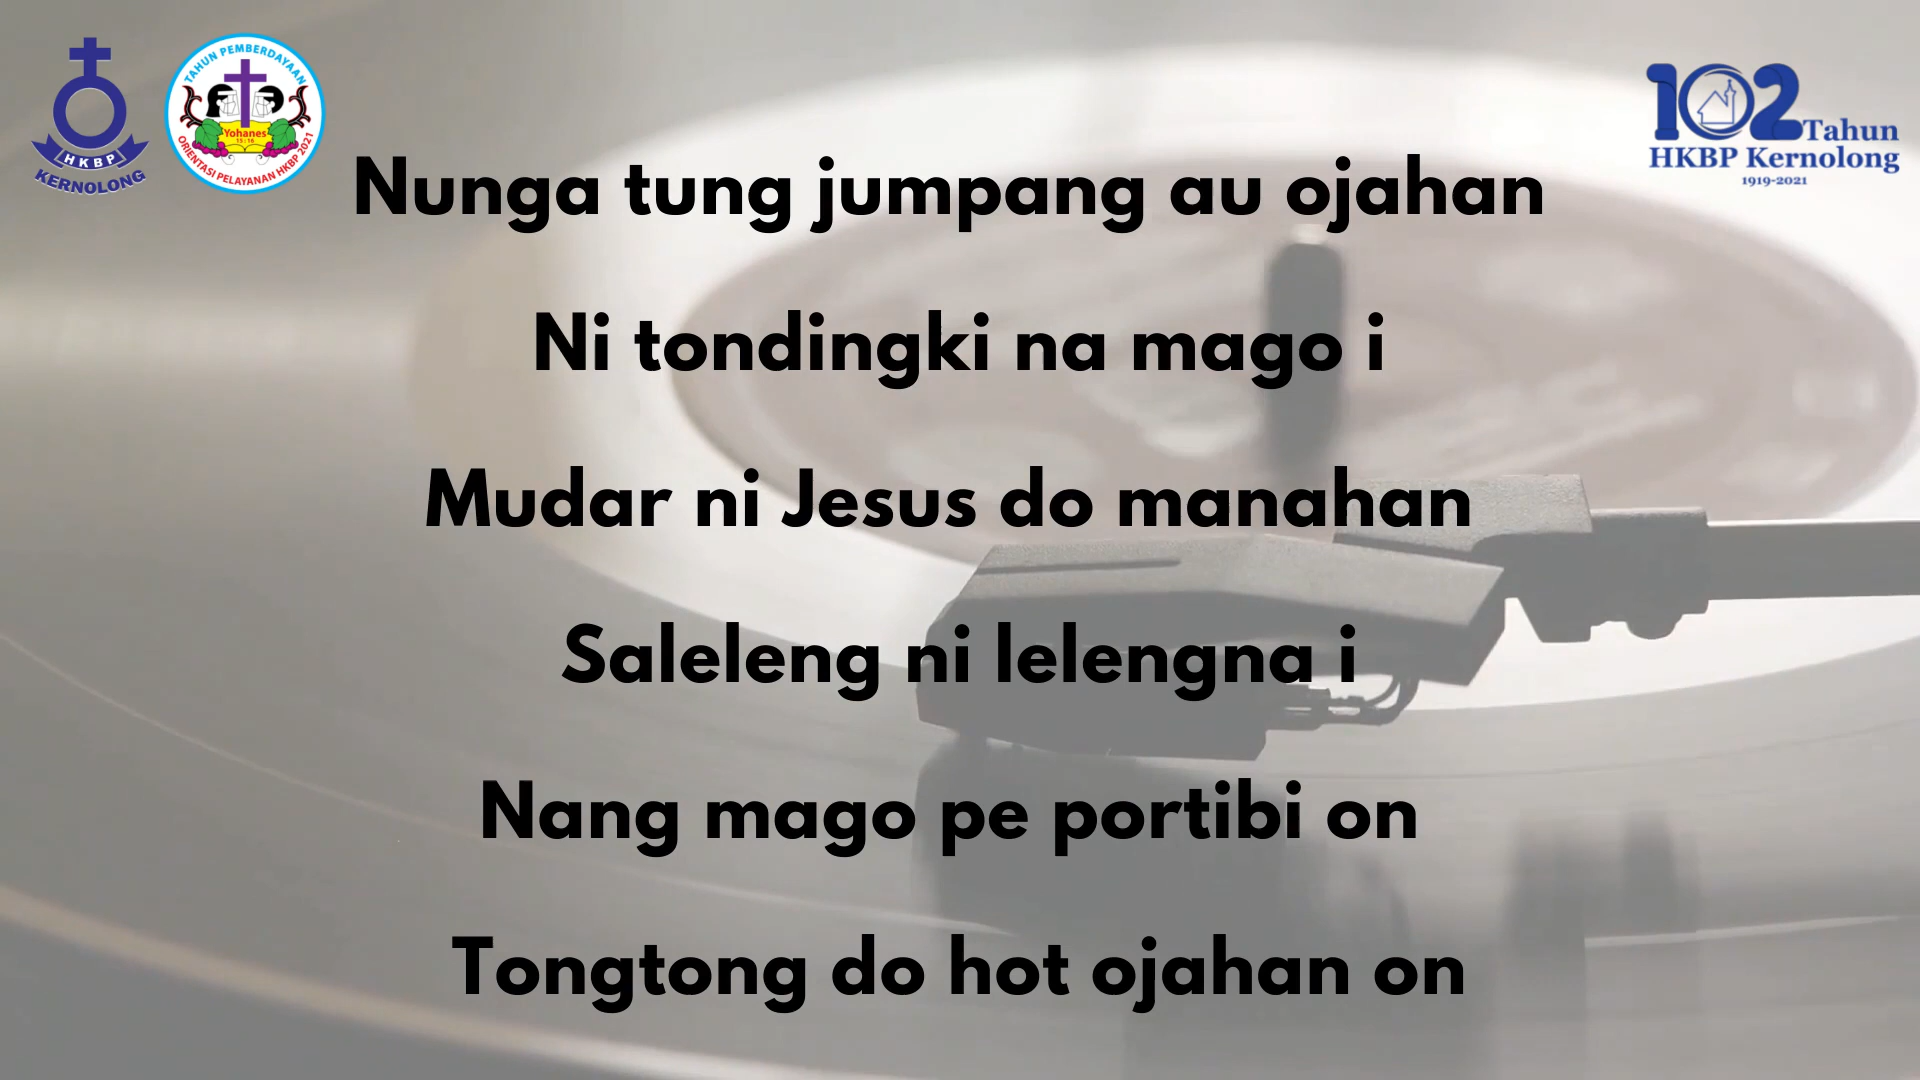 HKBP
KERNOLONG
TAHUN PEMBERDAYAAN
Yohanes
15:16
ORIENTASI PELAYANAN HKBP 2021
102 Tahun
HKBP Kernolong
1919-2021
Nunga tung jumpang au ojahan
Ni tondingki na mago i
Mudar ni Jesus do manahan
Saleleng ni lelengna i
Nang mago pe portibi on
Tongtong do hot ojahan on